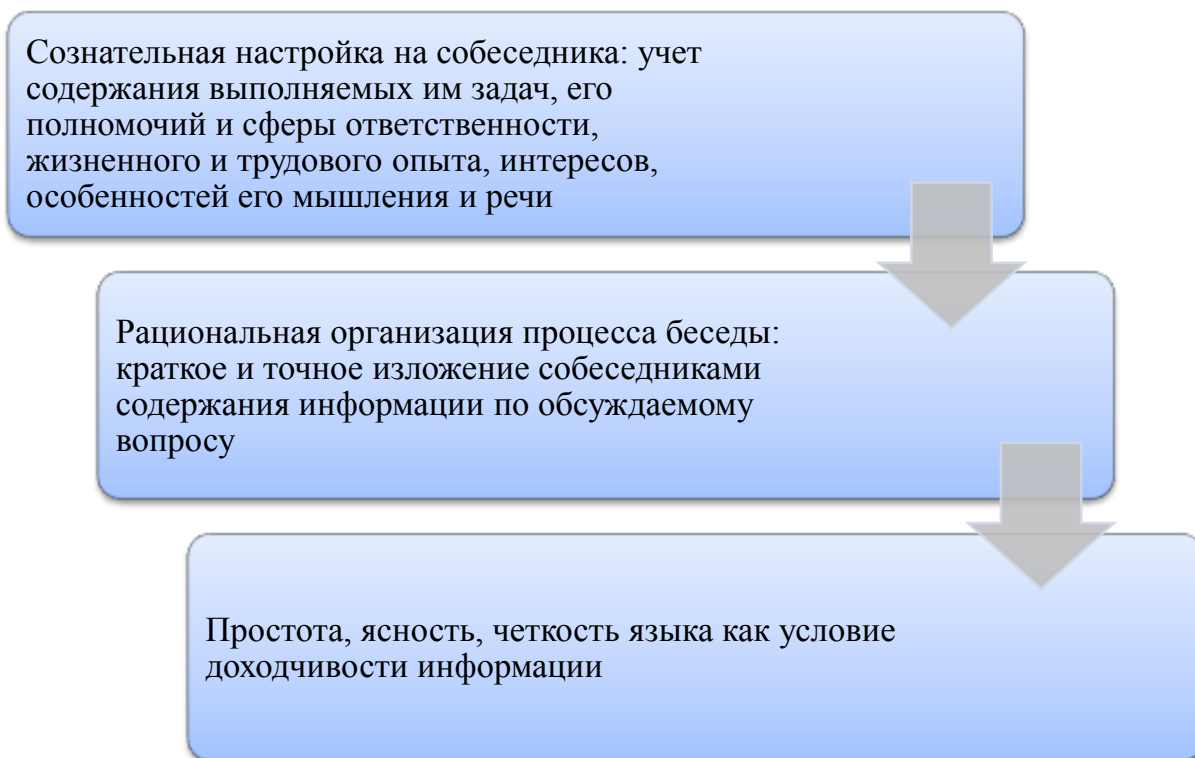 Сознательная настройка на собеседника: учет
содержания выполняемых им задач, его
полномочий и сферы ответственности,
жизненного и трудового опыта, интересов,
особенностей его мышления и речи
Рациональная организация процесса беседы:
краткое и точное изложение собеседниками
содержания информации по обсуждаемому
вопросу
Простота, ясность, четкость языка как условие
доходчивости информации